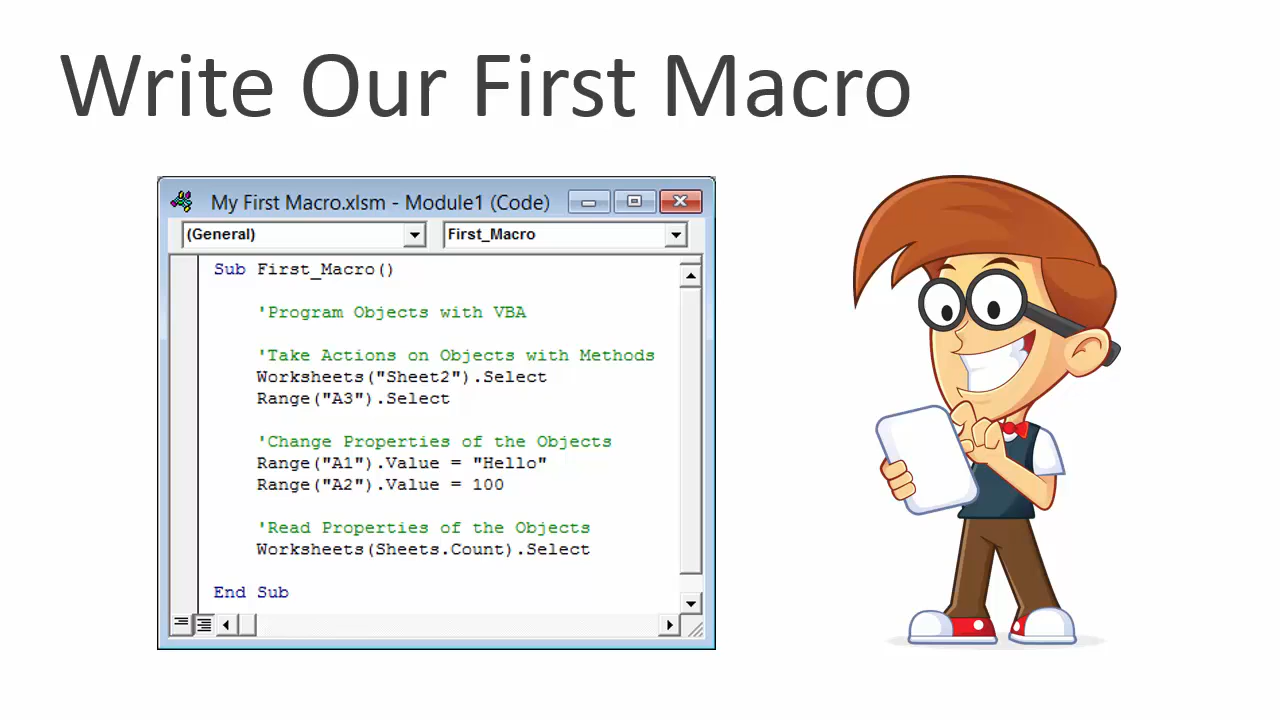 Write Our First Macro
My First Macro.xlsm - Module1 (Code)
(General) First_Macro
Sub First_Macro()
'Program Objects with VBA
'Take Actions on Objects with Methods
Worksheets("Sheet2").Select
Range("A3").Select
'Change Properties of the Objects
Range("A1").Value = "Hello"
Range("A2").Value = 100
'Read Properties of the Objects
Worksheets(Sheets.Count).Select
End Sub